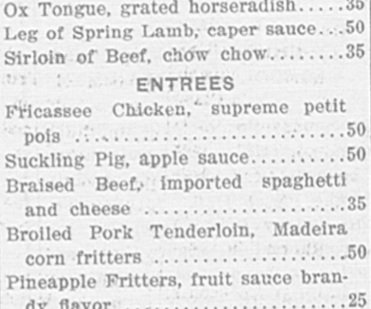 Ox Tongue, grated horseradish.....35
Leg of Spring Lamb, caper sauce...50
Sirloin of Beef, chow chow........35
ENTREES
Fricassee Chicken, supreme petit
pois .............................50
Suckling Pig, apple sauce..........50
Braised Beef, imported spaghetti
and cheese ......................35
Broiled Pork Tenderloin, Madeira
corn fritters ....................50
Pineapple Fritters, fruit sauce bran-
dy flavor ........................25